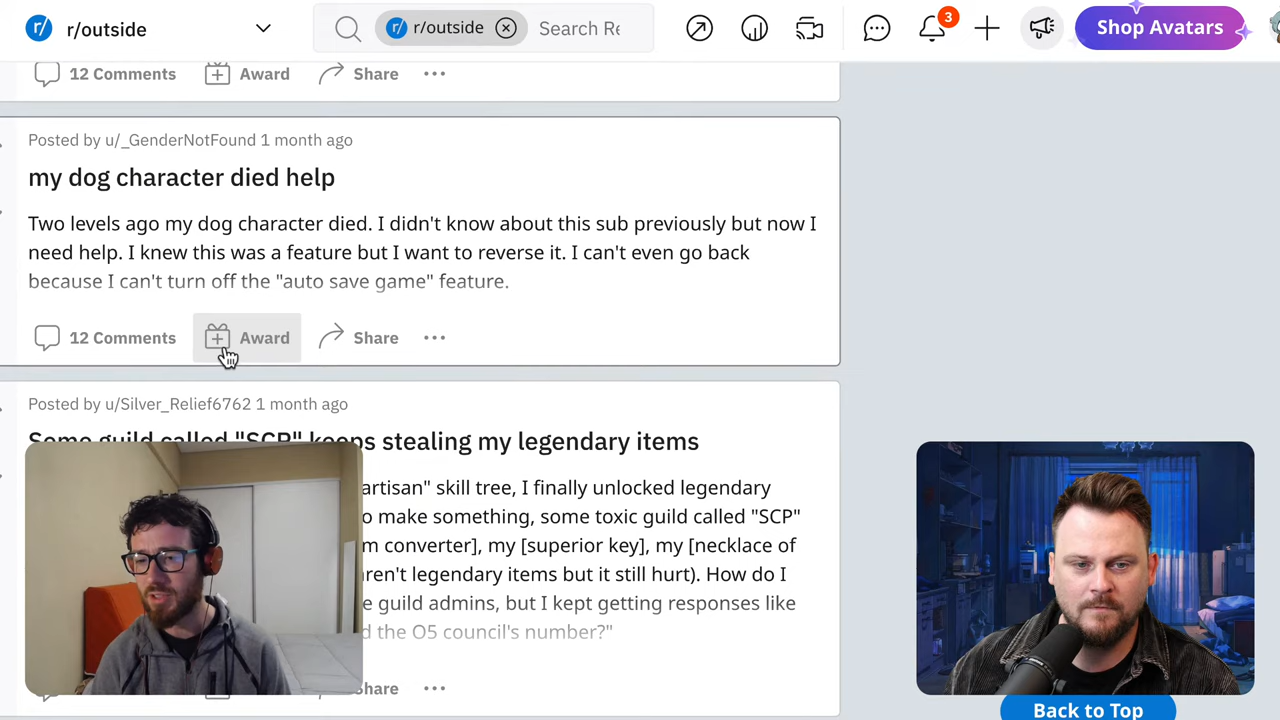 r/outside
r/outside
Search Re
3
Shop Avatars
12 Comments
Award
Share
Posted by u/_GenderNotFound 1 month ago
my dog character died help
Two levels ago my dog character died. I didn't know about this sub previously but now I
need help. I knew this was a feature but I want to reverse it. I can't even go back
because I can't turn off the "auto save game" feature.
12 Comments
Award
Share
Posted by u/Silver_Relief6762 1 month ago
Some guild called "SCP" keeps stealing my legendary items
artisan" skill tree, I finally unlocked legendary
o make something, some toxic guild called "SCP"
m converter], my [superior key], my [necklace of
aren't legendary items but it still hurt). How do I
e guild admins, but I kept getting responses like
d the O5 council's number?"
Share
Back to Top